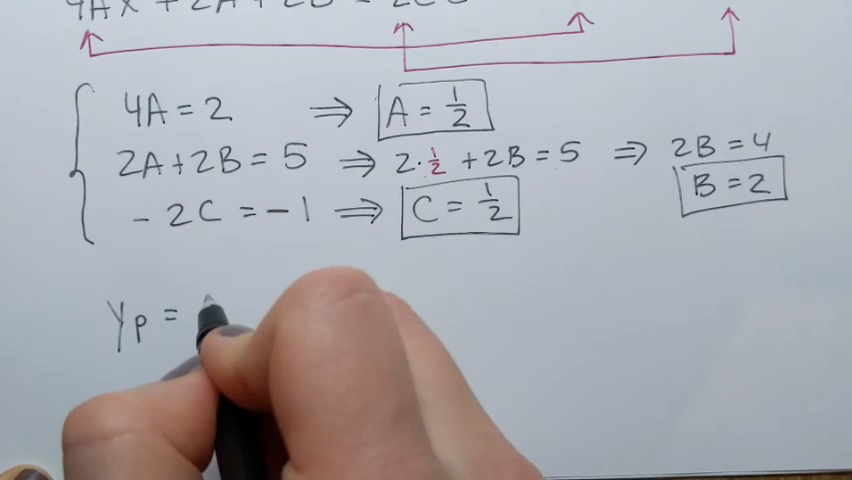 4A = 2 ⇒ A = 1/2
2A + 2B = 5 ⇒ 2 · 1/2 + 2B = 5 ⇒ 2B = 4
B = 2
- 2C = -1 ⇒ C = 1/2
yp =